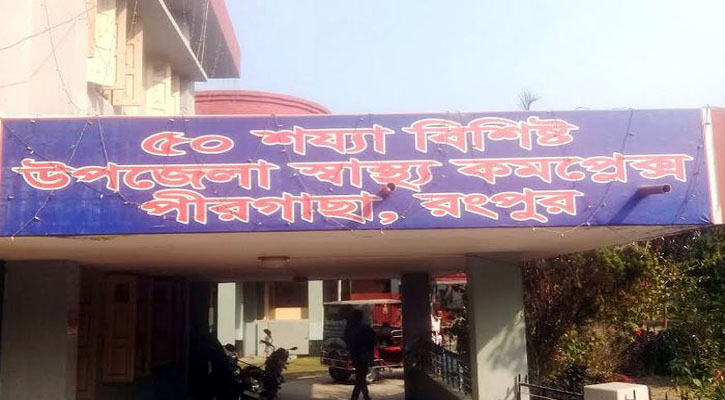 ৫০ শয্যা বিশিষ্ট
উপজেলা স্বাস্থ্য কমপ্লেক্স
পীরগাছা, রংপুর